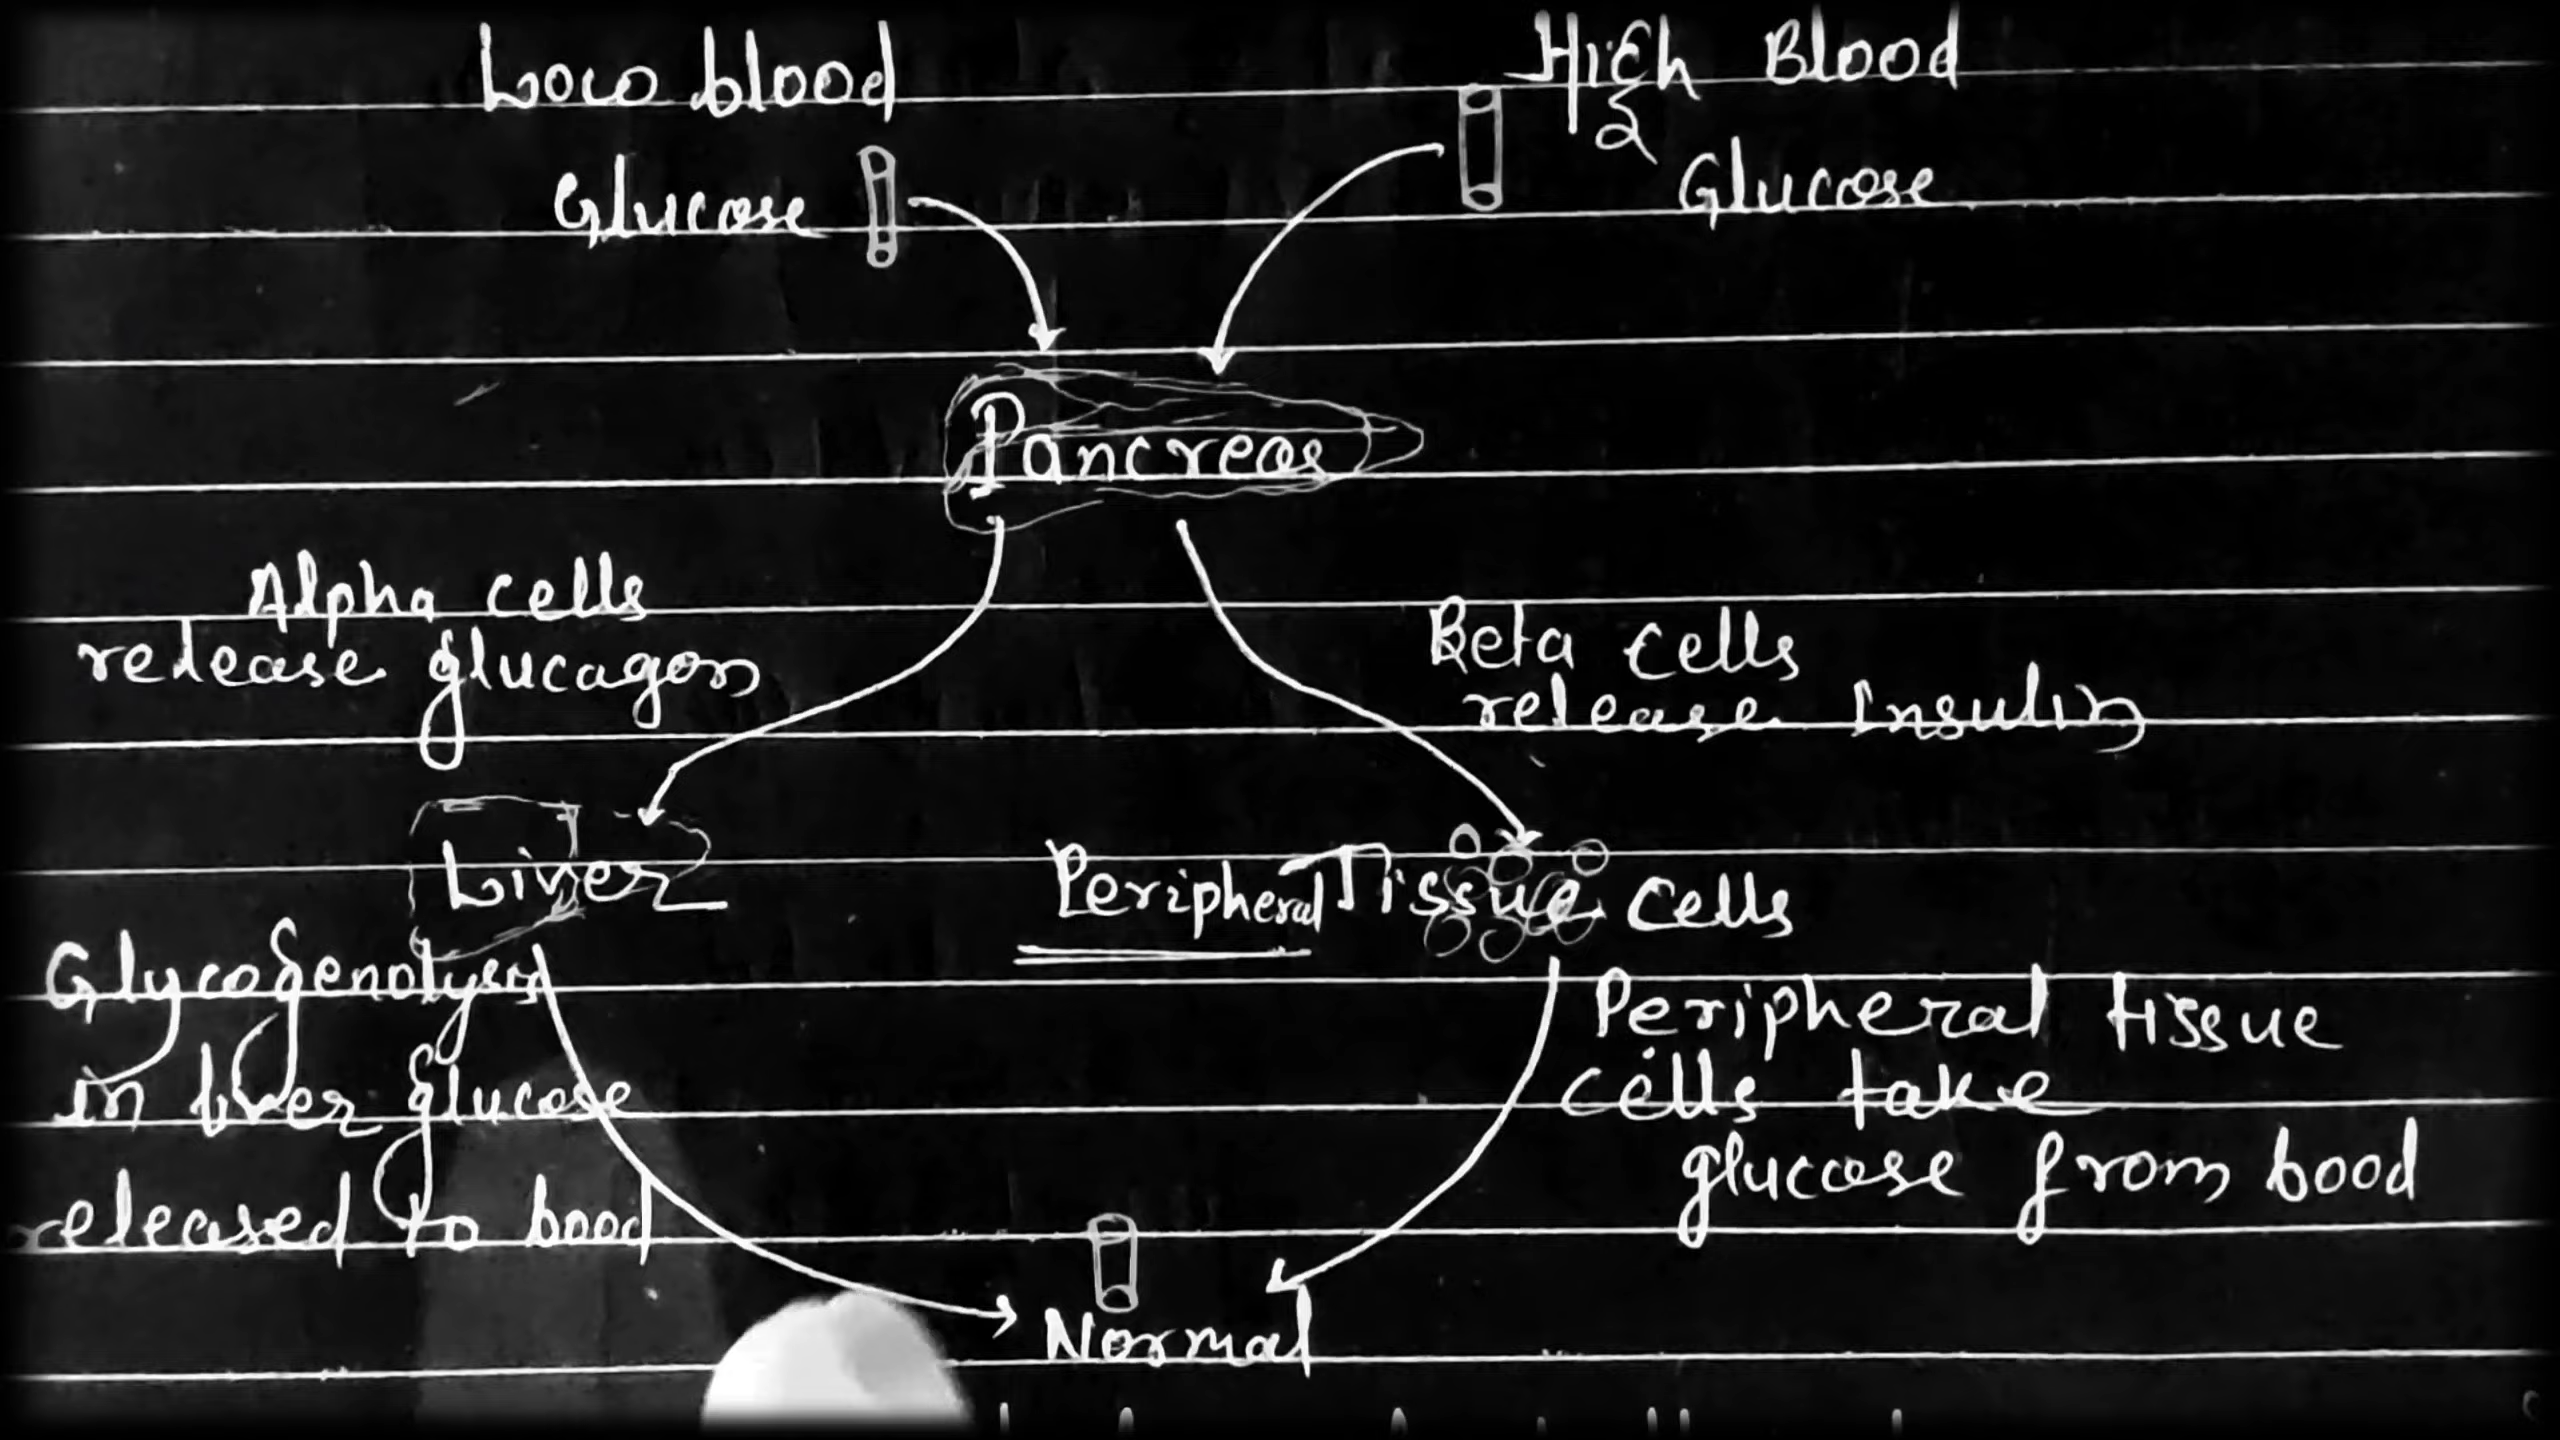 Low blood
Glucose
High Blood
Glucose
Pancreas
Alpha cells
release glucagon
Beta cells
release Insulin
Liver
Peripheral Tissue cells
Glycogenolysis
in liver glucose
released to bood
Peripheral tissue
cells take
glucose from bood
Normal